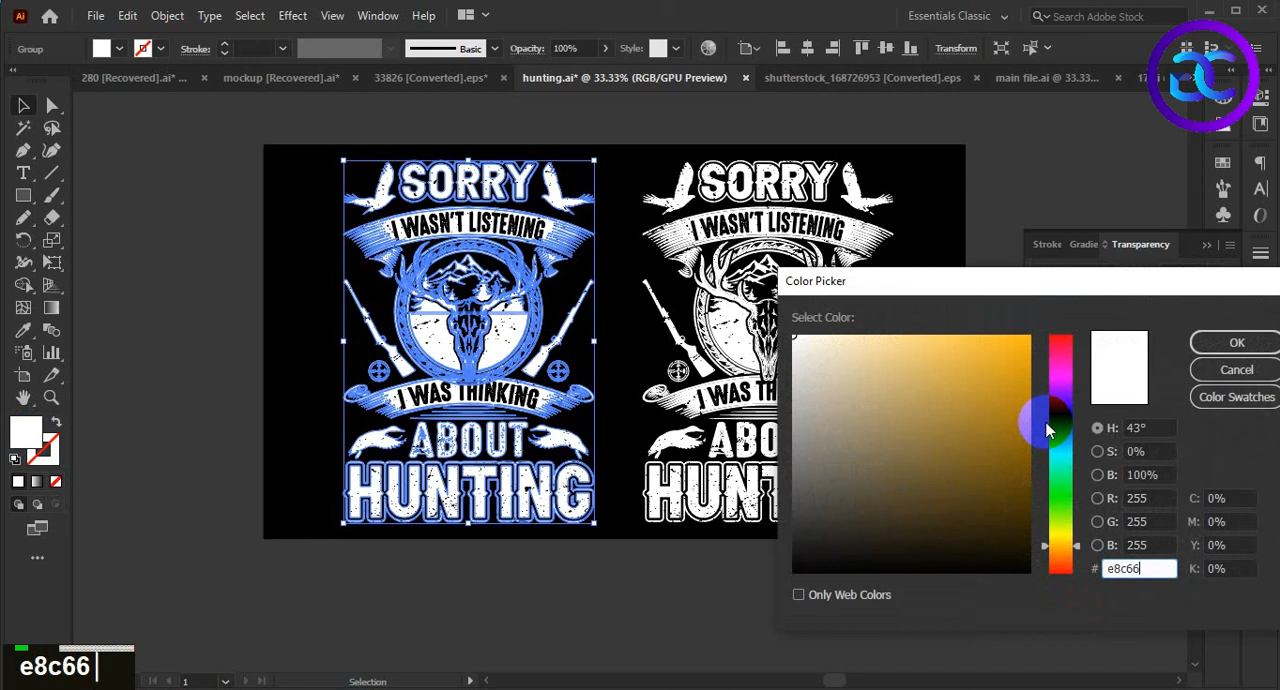 Ai File Edit Object Type Select Effect View Window Help Essentials Classic Search Adobe Stock
Group Stroke: Basic Opacity: 100% Style: Transform
280 [Recovered].ai* ... × mockup [Recovered].ai* × 33826 [Converted].eps* × hunting.ai* @ 33.33% (RGB/GPU Preview) × shutterstock_168726953 [Converted].eps × main file.ai @ 33.33... ×
SORRY
I WASN'T LISTENING
I WAS THINKING
ABOUT
HUNTING
SORRY
I WASN'T LISTENING
I WAS TH
ABO
HUNT
Stroke Gradie Transparency
Color Picker
Select Color:
OK
Cancel
Color Swatches
H: 43°
S: 0%
B: 100%
R: 255 C: 0%
G: 255 M: 0%
B: 255 Y: 0%
# e8c66 K: 0%
Only Web Colors
e8c66
1 Selection